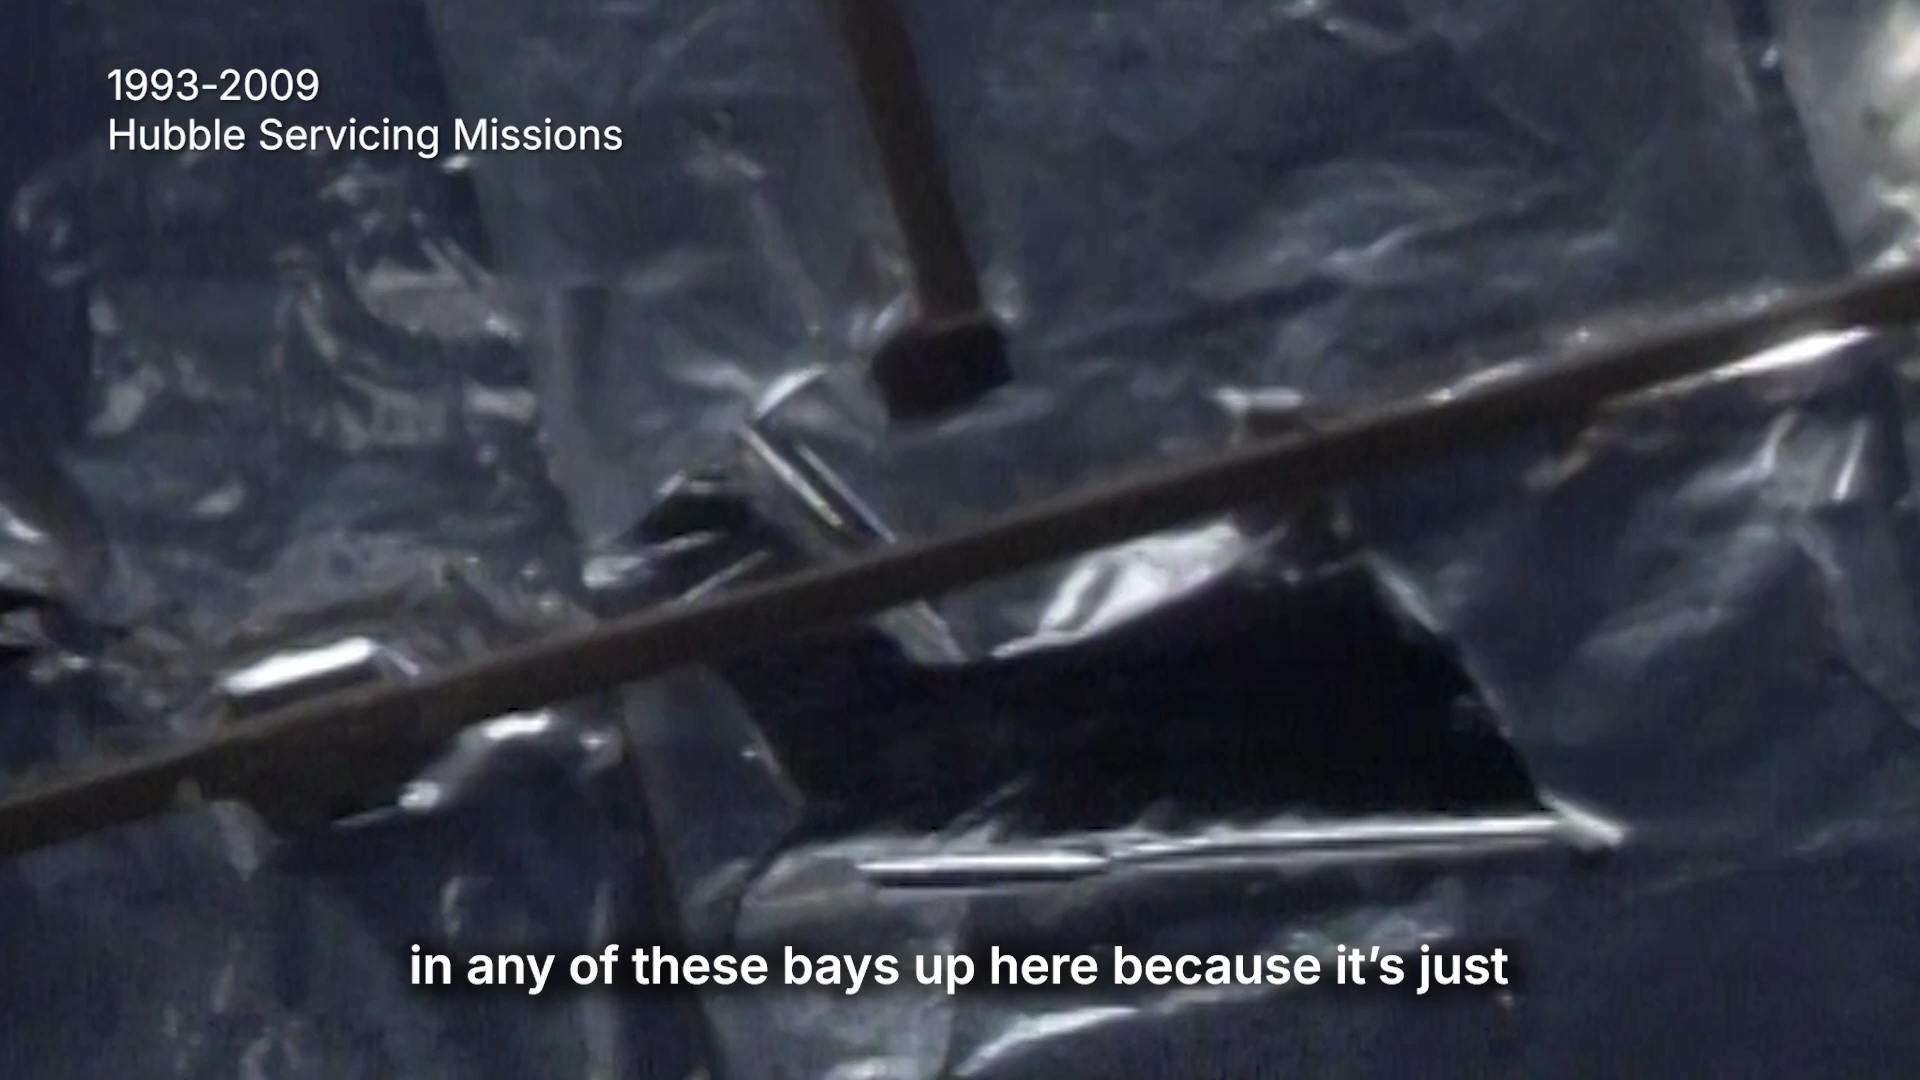 1993-2009
Hubble Servicing Missions
in any of these bays up here because it’s just